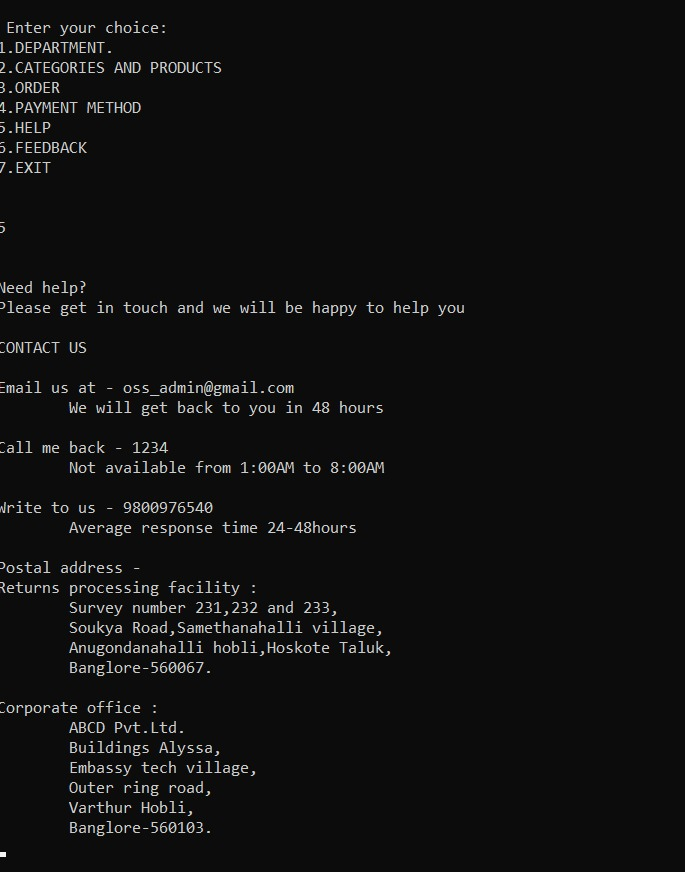 Enter your choice:
1.DEPARTMENT.
2.CATEGORIES AND PRODUCTS
3.ORDER
4.PAYMENT METHOD
5.HELP
6.FEEDBACK
7.EXIT
5
Need help?
Please get in touch and we will be happy to help you
CONTACT US
Email us at - oss_admin@gmail.com
We will get back to you in 48 hours
Call me back - 1234
Not available from 1:00AM to 8:00AM
Write to us - 9800976540
Average response time 24-48hours
Postal address -
Returns processing facility :
Survey number 231,232 and 233,
Soukya Road,Samethanahalli village,
Anugondanahalli hobli,Hoskote Taluk,
Banglore-560067.
Corporate office :
ABCD Pvt.Ltd.
Buildings Alyssa,
Embassy tech village,
Outer ring road,
Varthur Hobli,
Banglore-560103.